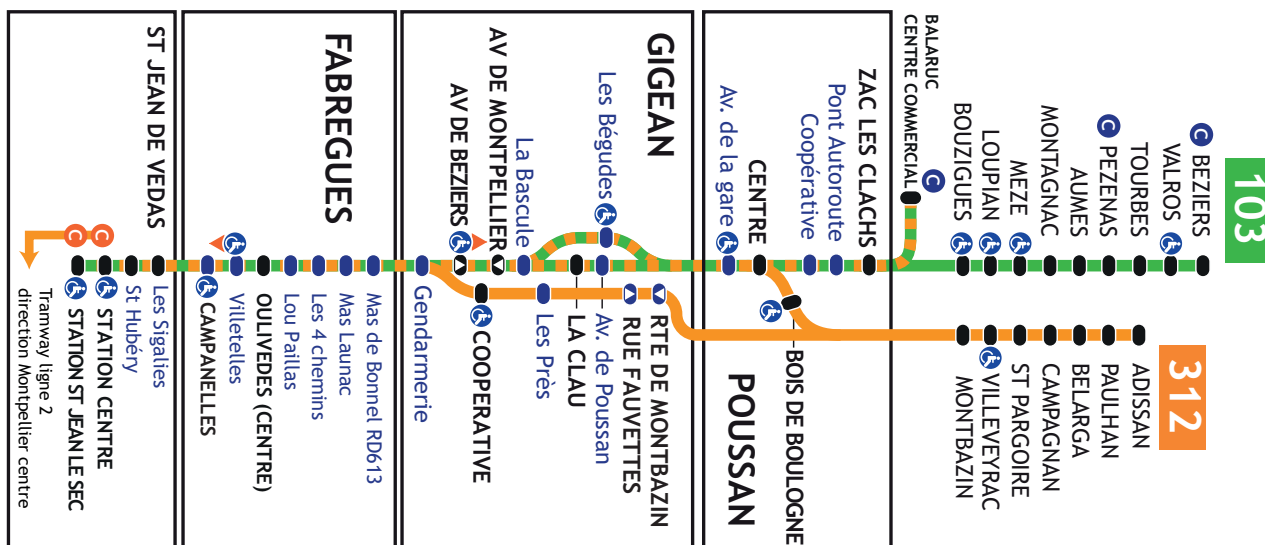 103
BEZIERS
C
VALROS
TOURBES
PEZENAS
C
AUMES
MONTAGNAC
MEZE
LOUPIAN
BOUZIGUES
BALARUC
CENTRE COMMERCIAL
C
312
ADISSAN
PAULHAN
BELARGA
CAMPAGNAN
ST PARGOIRE
VILLEVEYRAC
MONTBAZIN
POUSSAN
ZAC LES CLACHS
Pont Autoroute
Coopérative
BOIS DE BOULOGNE
CENTRE
Av. de la gare
GIGEAN
RTE DE MONTBAZIN
RUE FAUVETTES
Les Bégudes
Av. de Poussan
LA CLAU
Les Près
La Bascule
AV DE MONTPELLIER
COOPERATIVE
AV DE BEZIERS
Gendarmerie
FABREGUES
Mas de Bonnel RD613
Mas Launac
Les 4 chemins
Lou Paillas
OULIVEDES (CENTRE)
Villetelles
CAMPANELLES
ST JEAN DE VEDAS
Les Sigalies
St Hubéry
STATION CENTRE
C
STATION ST JEAN LE SEC
C
Tramway ligne 2
direction Montpellier centre